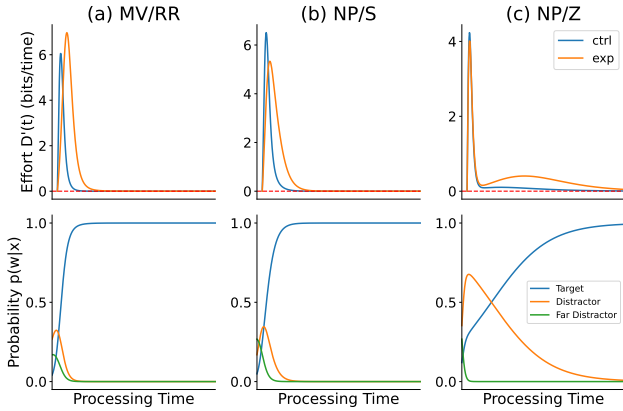 (a) MV/RR
(b) NP/S
(c) NP/Z
Effort D'(t) (bits/time)
6
4
2
0
6
4
2
0
4
2
0
ctrl
exp
Probability p(w|x)
1.0
0.5
0.0
1.0
0.5
0.0
1.0
0.5
0.0
Target
Distractor
Far Distractor
Processing Time
Processing Time
Processing Time